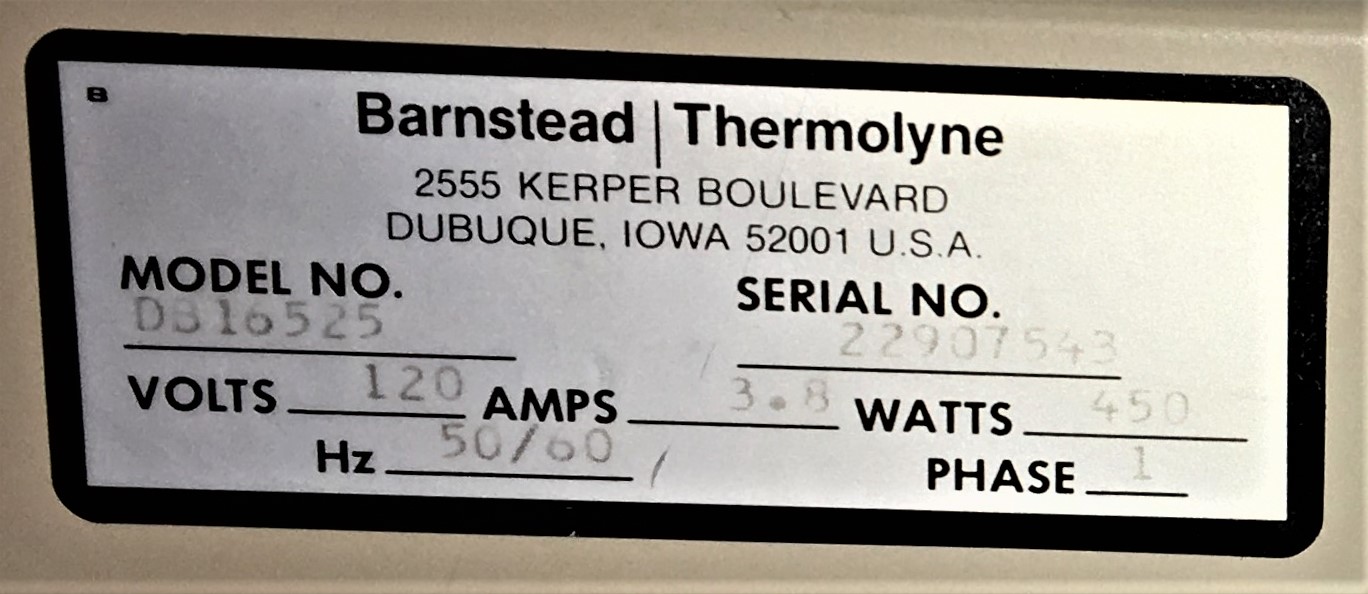 B
Barnstead | Thermolyne
2555 KERPER BOULEVARD
DUBUQUE, IOWA 52001 U.S.A.
MODEL NO. SERIAL NO.
DB16525 22907543
VOLTS 120 AMPS 3.8 WATTS 450
Hz 50/60 PHASE 1